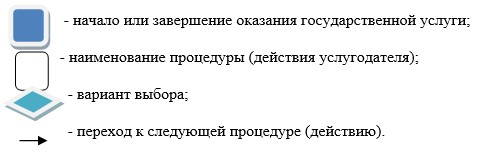 - начало или завершение оказания государственной услуги;
- наименование процедуры (действия услугодателя);
- вариант выбора;
- переход к следующей процедуре (действию).